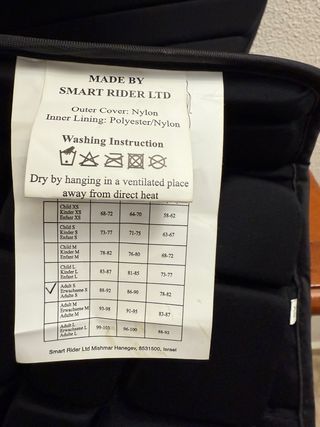 MADE BY
SMART RIDER LTD
Outer Cover: Nylon
Inner Lining: Polyester/Nylon
Washing Instruction
Dry by hanging in a ventilated place
away from direct heat
Child XS
Kinder XS
Enfant XS
68-72
64-70
58-62
Child S
Kinder S
Enfant S
73-77
71-75
63-67
Child M
Kinder M
Enfant M
78-82
76-80
68-72
Child L
Kinder L
Enfant L
83-87
81-85
73-77
Adult S
Erwachsene S
Adulte S
88-92
86-90
78-82
Adult M
Erwachsene M
Adulte M
93-98
91-95
83-87
Adult L
Erwachsene L
Adulte L
99-103
96-100
88-92
Smart Rider Ltd Mishmar Hanegev, 8531500, Israel